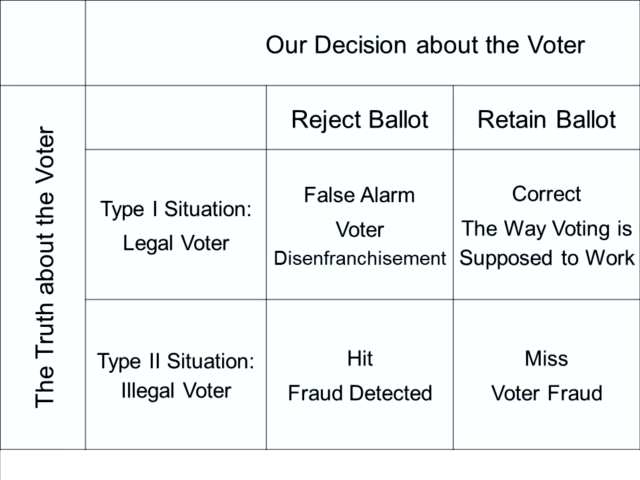 Our Decision about the Voter
The Truth about the Voter
Reject Ballot
Retain Ballot
Type I Situation:
Legal Voter
False Alarm
Voter
Disenfranchisement
Correct
The Way Voting is
Supposed to Work
Type II Situation:
Illegal Voter
Hit
Fraud Detected
Miss
Voter Fraud